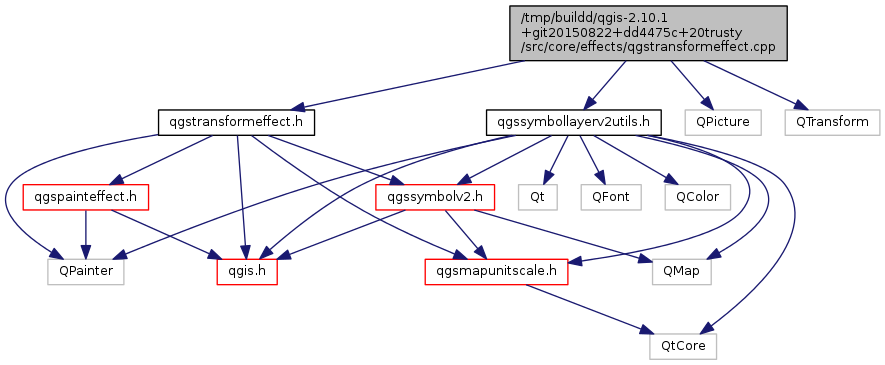 /tmp/buildd/qgis-2.10.1
+git20150822+dd4475c+20trusty
/src/core/effects/qgstransformeffect.cpp
qgstransformeffect.h
qgssymbollayerv2utils.h
QPicture
QTransform
qgspainteffect.h
qgssymbolv2.h
Qt
QFont
QColor
QPainter
qgis.h
qgsmapunitscale.h
QMap
QtCore